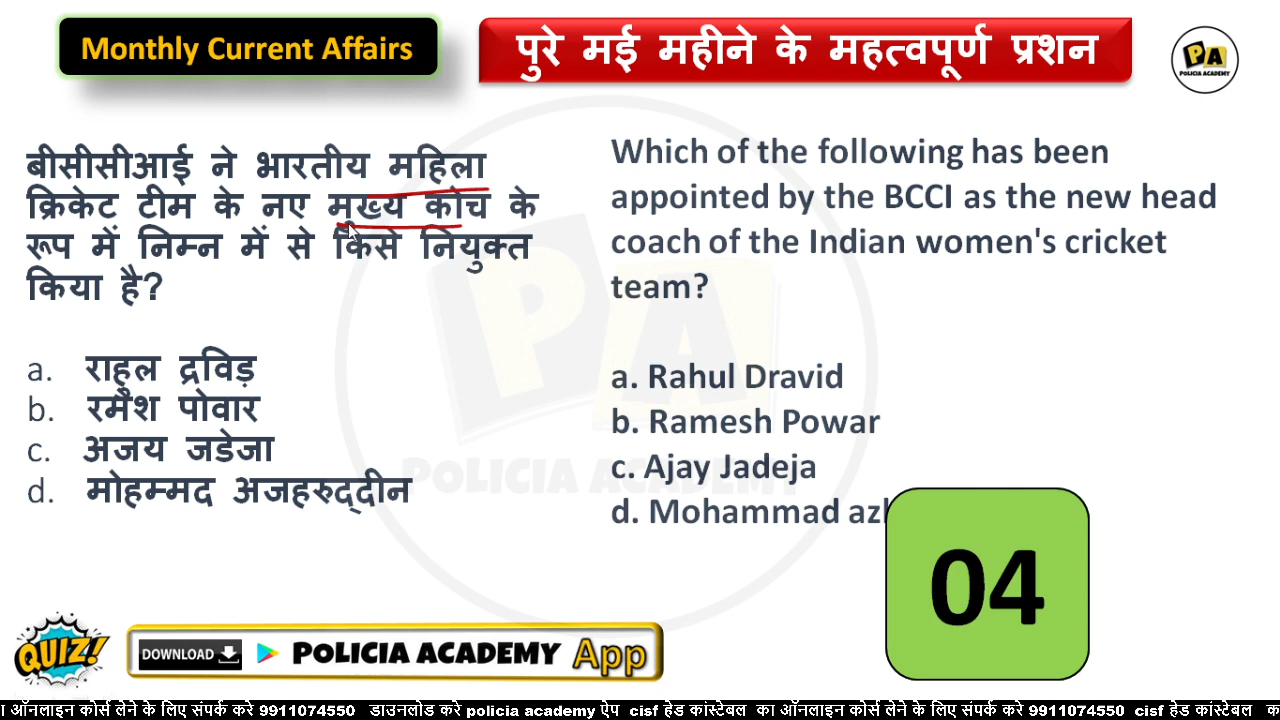 Monthly Current Affairs
पुरे मई महीने के महत्वपूर्ण प्रशन
PA
POLICIA ACADEMY
बीसीसीआई ने भारतीय महिला
क्रिकेट टीम के नए मुख्य कोच के
रूप में निम्न में से किसे नियुक्त
किया है?
a. राहुल द्रविड़
b. रमेश पोवार
c. अजय जडेजा
d. मोहम्मद अजहरुद्दीन
Which of the following has been
appointed by the BCCI as the new head
coach of the Indian women's cricket
team?
a. Rahul Dravid
b. Ramesh Powar
c. Ajay Jadeja
d. Mohammad
PA
POLICIA ACADEMY
04
QUIZ!
DOWNLOAD
POLICIA ACADEMY App
ा ऑनलाइन कोर्स लेने के लिए संपर्क करे 9911074550 डाउनलोड करे policia academy ऐप cisf हेड कांस्टेबल का ऑनलाइन कोर्स लेने के लिए संपर्क करे 9911074550 cisf हेड कांस्टेबल